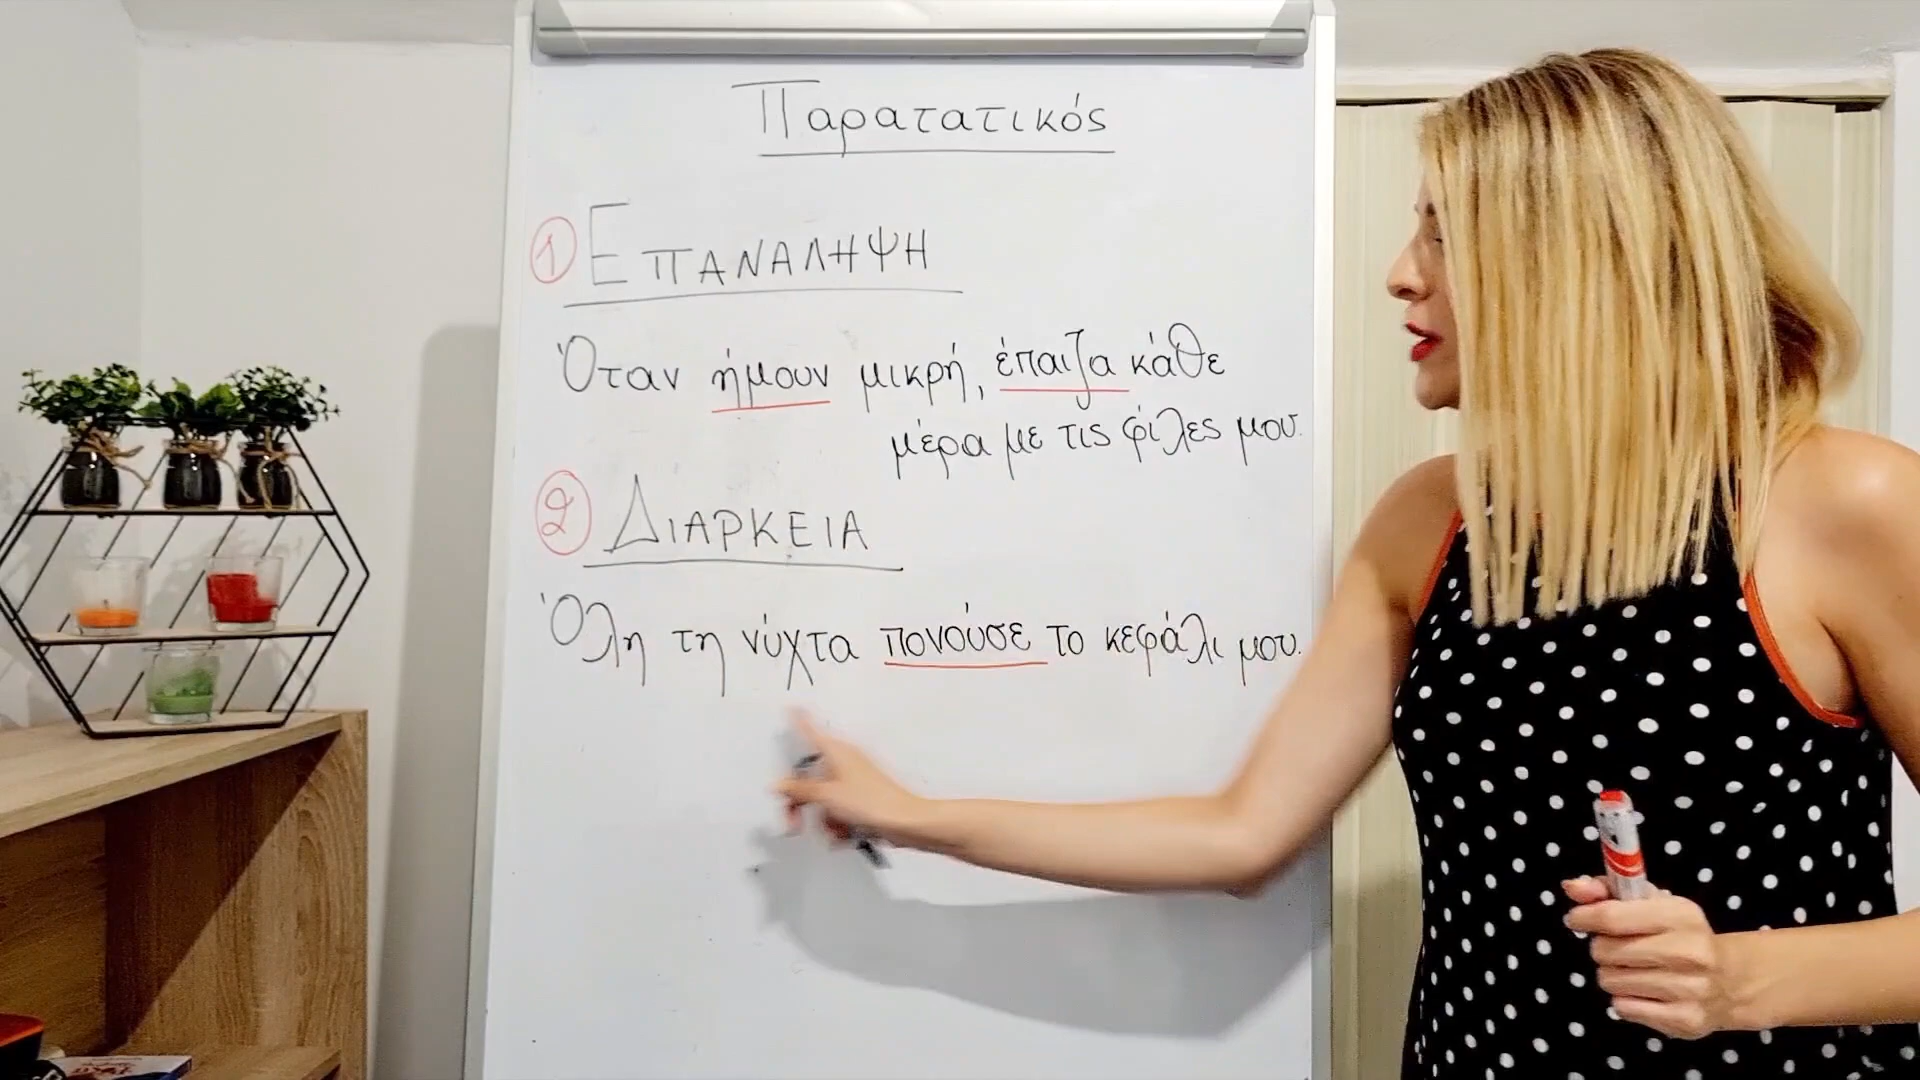 Παρατατικός
1 ΕΠΑΝΑΛΗΨΗ
Όταν ήμουν μικρή, έπαιζα κάθε
μέρα με τις φίλες μου.
2 ΔΙΑΡΚΕΙΑ
Όλη τη νύχτα πονούσε το κεφάλι μου.